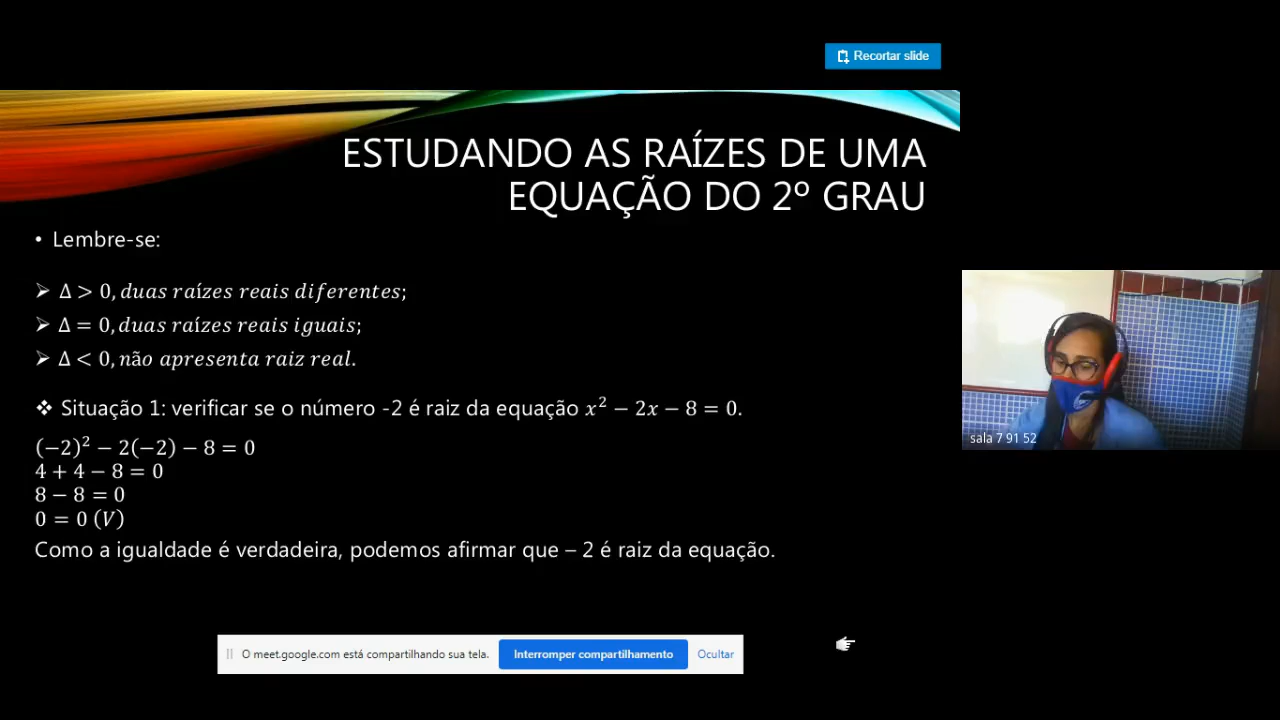 Recortar slide
ESTUDANDO AS RAÍZES DE UMA
EQUAÇÃO DO 2º GRAU
• Lembre-se:
➢ Δ > 0, duas raízes reais diferentes;
➢ Δ = 0, duas raízes reais iguais;
➢ Δ < 0, não apresenta raiz real.
❖ Situação 1: verificar se o número -2 é raiz da equação x² − 2x − 8 = 0.
(−2)² − 2(−2) − 8 = 0
4 + 4 − 8 = 0
8 − 8 = 0
0 = 0 (V)
Como a igualdade é verdadeira, podemos afirmar que – 2 é raiz da equação.
sala 7 91 52
O meet.google.com está compartilhando sua tela. Interromper compartilhamento Ocultar